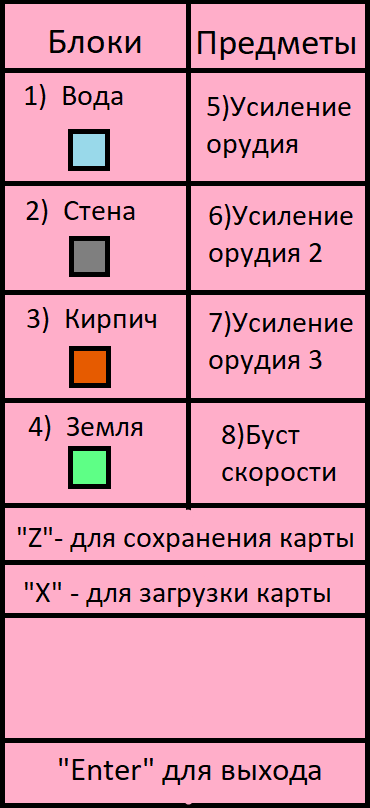 Блоки
Предметы
1) Вода
5)Усиление
орудия
2) Стена
6)Усиление
орудия 2
3) Кирпич
7)Усиление
орудия 3
4) Земля
8)Буст
скорости
"Z"- для сохранения карты
"X" - для загрузки карты
"Enter" для выхода